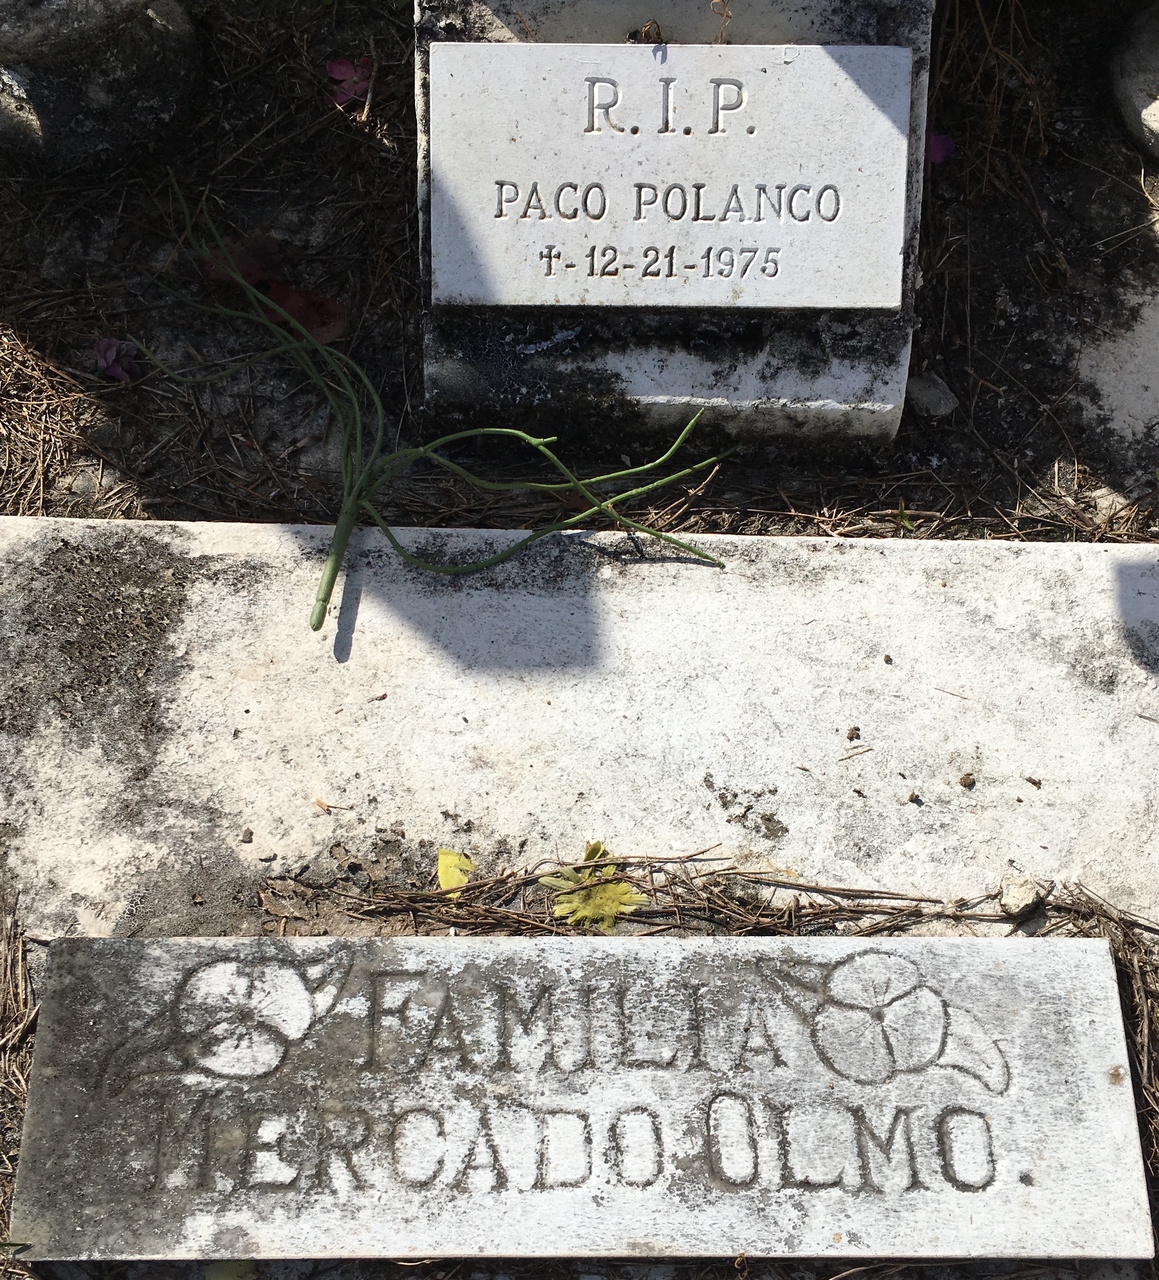 R.I.P.
PACO POLANCO
✝-12-21-1975
FAMILIA
MERCADO OLMO.